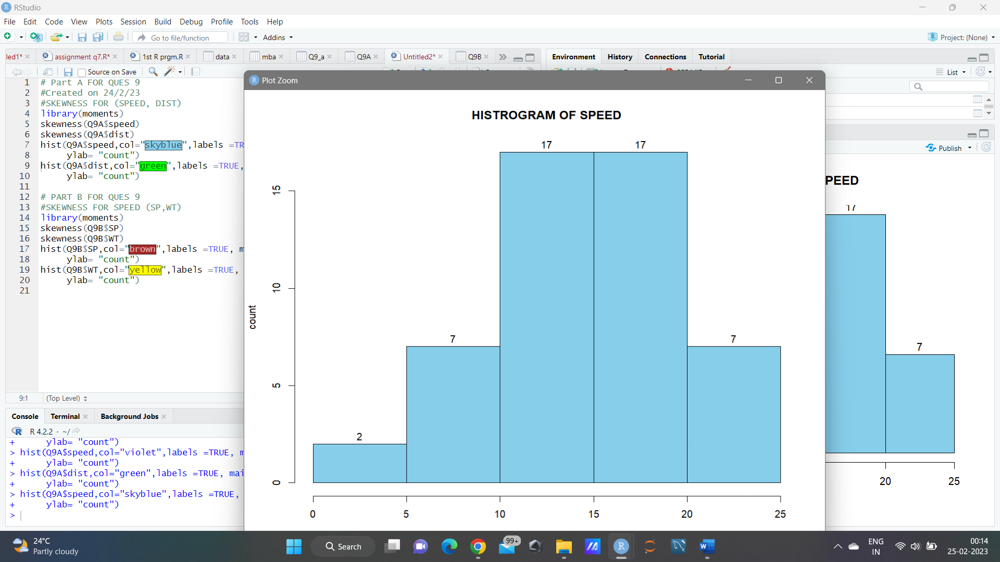 RStudio
File Edit Code View Plots Session Build Debug Profile Tools Help
Go to file/function Addins Project: (None)
led1* assignment q7.R* 1st R prgm.R data mba Q9_a Q9A Untitled2* Q9B
Source on Save
1 # Part A FOR QUES 9
2 #Created on 24/2/23
3 #SKEWNESS FOR (SPEED, DIST)
4 library(moments)
5 skewness(Q9A$speed)
6 skewness(Q9A$dist)
7 hist(Q9A$speed,col="skyblue",labels =TR
8 ylab= "count")
9 hist(Q9A$dist,col="green",labels =TRUE,
10 ylab= "count")
11
12 # PART B FOR QUES 9
13 #SKEWNESS FOR SPEED (SP,WT)
14 library(moments)
15 skewness(Q9B$SP)
16 skewness(Q9B$WT)
17 hist(Q9B$SP,col="brown",labels =TRUE, m
18 ylab= "count")
19 hist(Q9B$WT,col="yellow",labels =TRUE,
20 ylab= "count")
21
9:1 (Top Level)
Console Terminal Background Jobs
R 4.2.2 · ~/
+ ylab= "count")
> hist(Q9A$speed,col="violet",labels =TRUE, m
+ ylab= "count")
> hist(Q9A$dist,col="green",labels =TRUE, mai
+ ylab= "count")
> hist(Q9A$speed,col="skyblue",labels =TRUE,
+ ylab= "count")
>
Plot Zoom
HISTROGRAM OF SPEED
17 17
7 7
2
15
10
5
0
count
0 5 10 15 20 25
Environment History Connections Tutorial
List
Publish
PEED
17
7
20 25
24°C
Partly cloudy
Search
99+
ENG
IN
00:14
25-02-2023